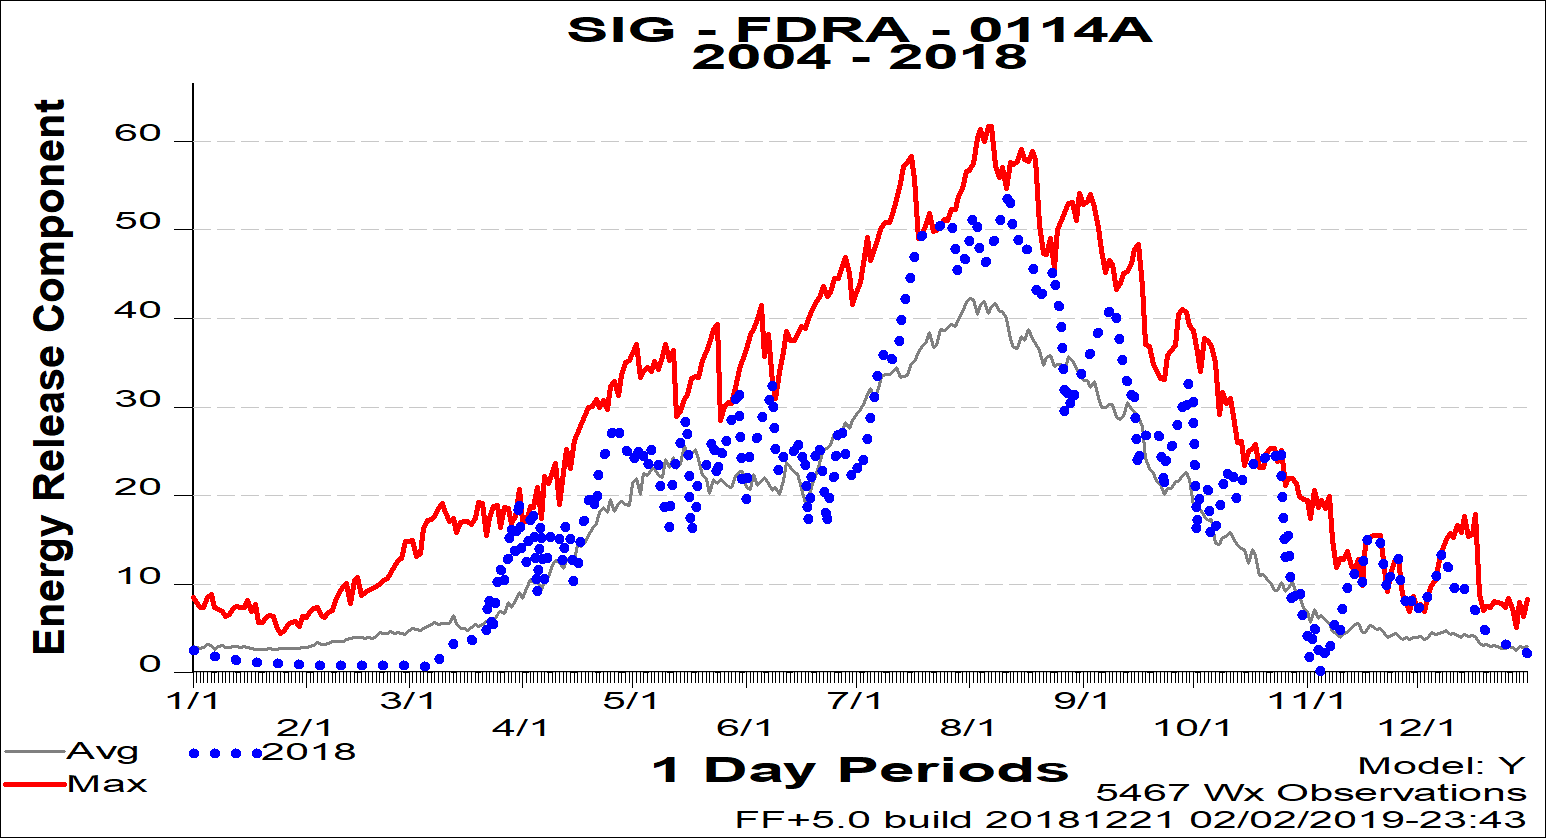 SIG - FDRA - 0114A
2004 - 2018
Energy Release Component
60
50
40
30
20
10
0
1/1
2/1
3/1
4/1
5/1
6/1
7/1
8/1
9/1
10/1
11/1
12/1
Avg
2018
Max
1 Day Periods
Model: Y
5467 Wx Observations
FF+5.0 build 20181221 02/02/2019-23:43